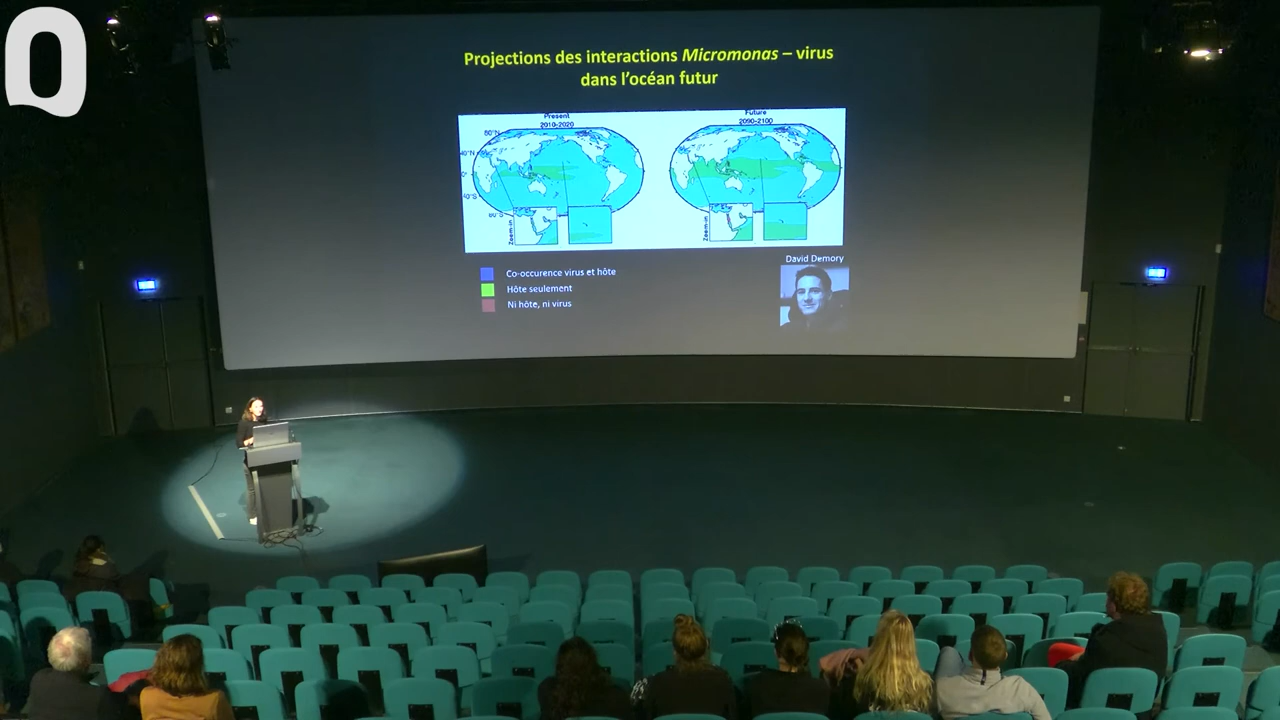 Projections des interactions Micromonas – virus
dans l'océan futur
Present
2010-2020
Future
2090-2100
Zoom-in
Zoom-in
David Demory
Co-occurence virus et hôte
Hôte seulement
Ni hôte, ni virus